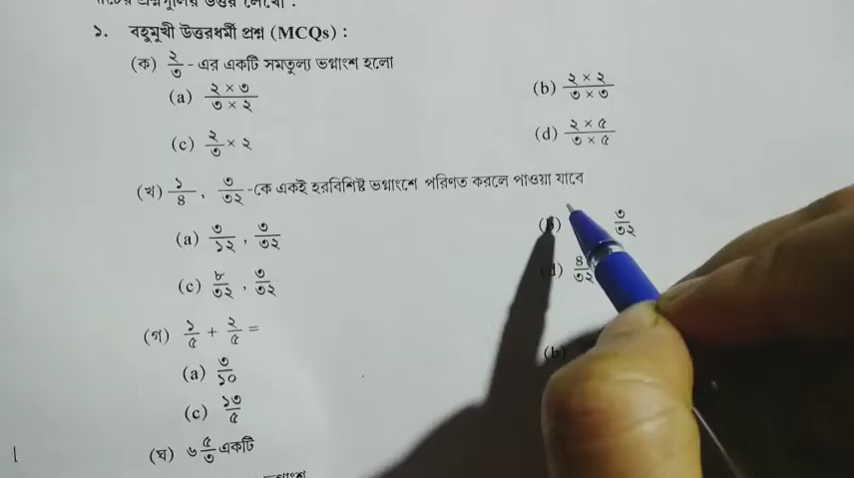 ১. বহুমুখী উত্তরধর্মী প্রশ্ন (MCQs) :
(ক) ২/৩ - এর একটি সমতুল্য ভগ্নাংশ হলো
(a) ২ × ৩/৩ × ২ (b) ২ × ২/৩ × ৩
(c) ২/৩ × ২ (d) ২ × ৫/৩ × ৫
(খ) ১/৪ , ৩/৩২ -কে একই হরবিশিষ্ট ভগ্নাংশে পরিণত করলে পাওয়া যাবে
(a) ৩/১২ , ৩/৩২ (b) ৩/৩২
(c) ৮/৩২ , ৩/৩২ (d) ৪/৩২
(গ) ১/৫ + ২/৫ =
(a) ৩/১০ (b)
(c) ১৩/৫
(ঘ) ৬ ৫/৩ একটি